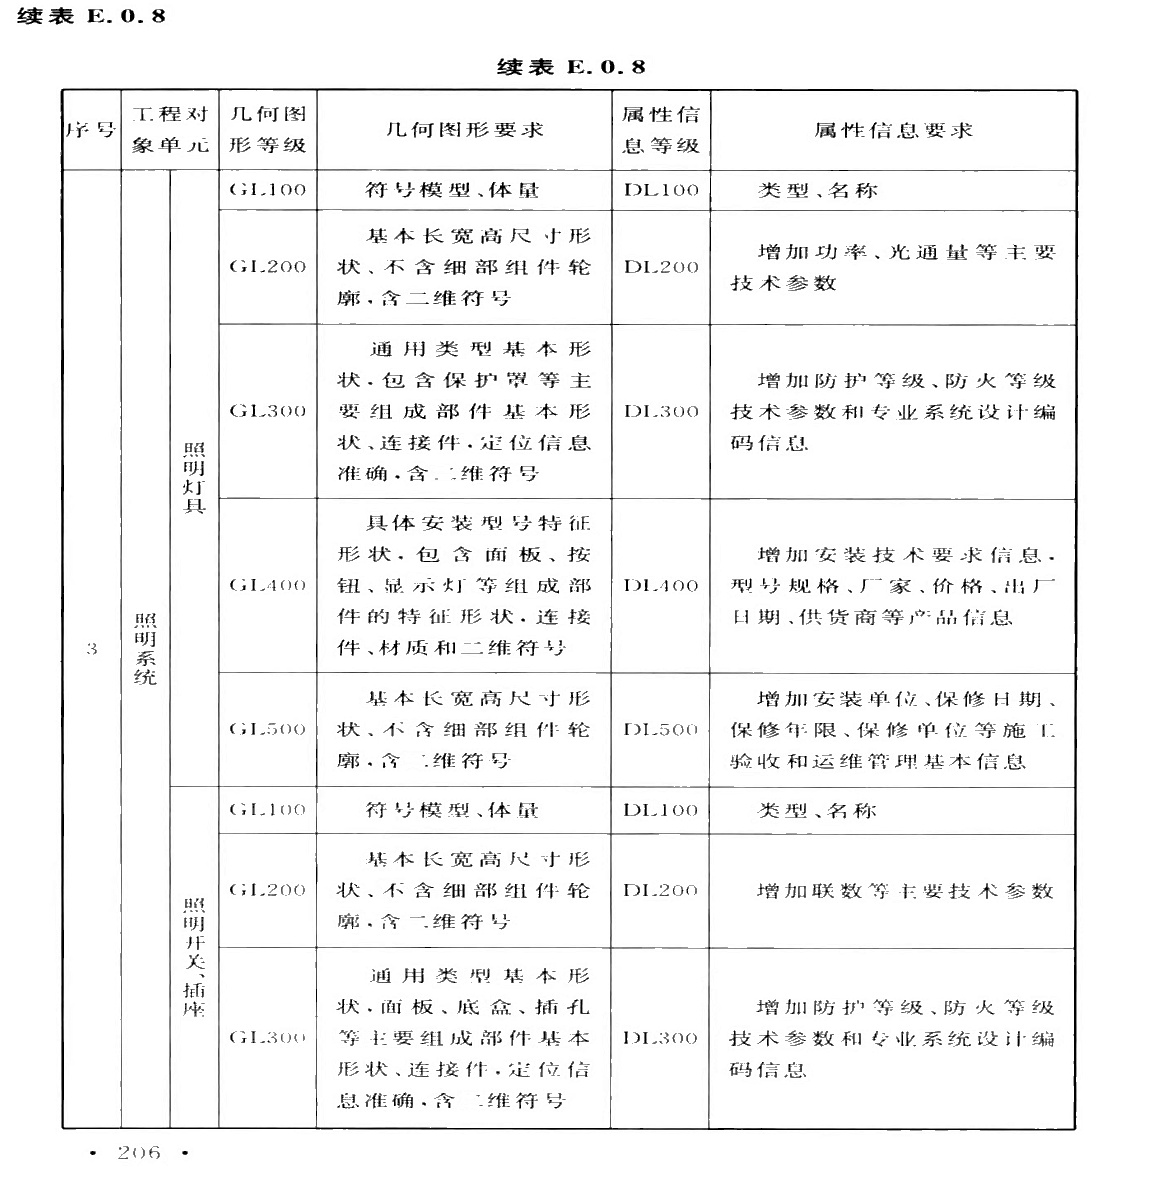 续表 E.0.8
续表 E.0.8
序号
工程对
象单元
几何图
形等级
几何图形要求
属性信
息等级
属性信息要求
3
照明系统
照明灯具
GL100
符号模型、体量
DL100
类型、名称
GL200
基本长宽高尺寸形
状、不含细部组件轮
廓,含二维符号
DL200
增加功率、光通量等主要
技术参数
GL300
通用类型基本形
状,包含保护罩等主
要组成部件基本形
状、连接件,定位信息
准确,含二维符号
DL300
增加防护等级、防火等级
技术参数和专业系统设计编
码信息
GL400
具体安装型号特征
形状,包含面板、按
钮、显示灯等组成部
件的特征形状,连接
件、材质和二维符号
DL400
增加安装技术要求信息,
型号规格、厂家、价格、出厂
日期、供货商等产品信息
GL500
基本长宽高尺寸形
状、不含细部组件轮
廓,含二维符号
DL500
增加安装单位、保修日期、
保修年限、保修单位等施工
验收和运维管理基本信息
照明开关、插座
GL100
符号模型、体量
DL100
类型、名称
GL200
基本长宽高尺寸形
状、不含细部组件轮
廓,含二维符号
DL200
增加联数等主要技术参数
GL300
通用类型基本形
状,面板、底盒、插孔
等主要组成部件基本
形状、连接件,定位信
息准确,含二维符号
DL300
增加防护等级、防火等级
技术参数和专业系统设计编
码信息
• 206 •